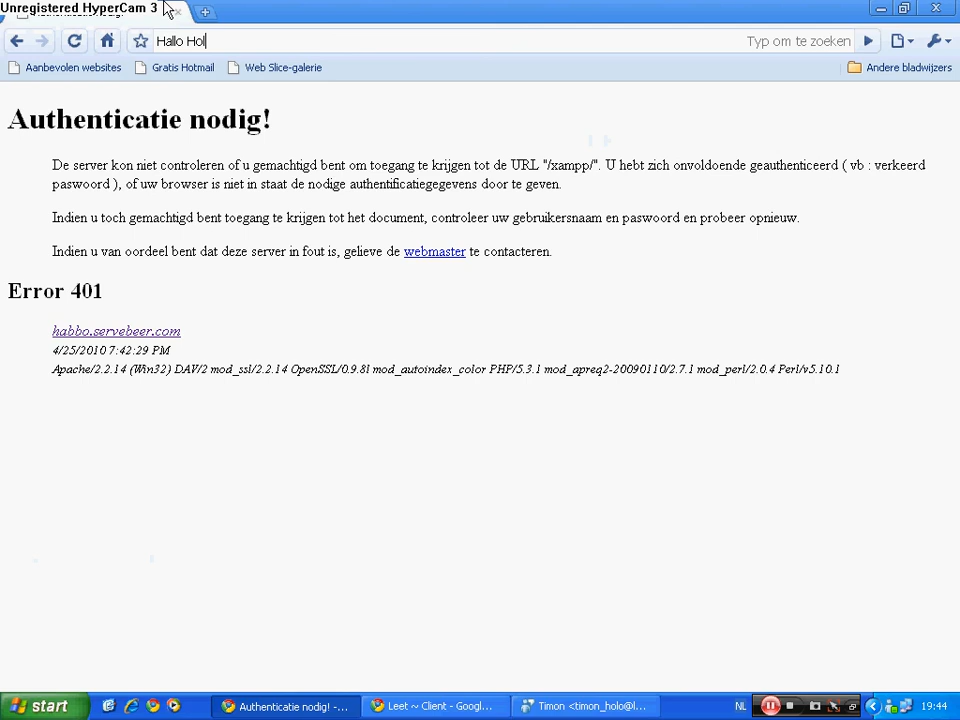 Unregistered HyperCam 3
Hallo Hol
Typ om te zoeken
Aanbevolen websites
Gratis Hotmail
Web Slice-galerie
Andere bladwijzers
Authenticatie nodig!
De server kon niet controleren of u gemachtigd bent om toegang te krijgen tot de URL "/xampp/". U hebt zich onvoldoende geauthenticeerd ( vb : verkeerd
paswoord ), of uw browser is niet in staat de nodige authentificatiegegevens door te geven.
Indien u toch gemachtigd bent toegang te krijgen tot het document, controleer uw gebruikersnaam en paswoord en probeer opnieuw.
Indien u van oordeel bent dat deze server in fout is, gelieve de webmaster te contacteren.
Error 401
habbo.servebeer.com
4/25/2010 7:42:29 PM
Apache/2.2.14 (Win32) DAV/2 mod_ssl/2.2.14 OpenSSL/0.9.8l mod_autoindex_color PHP/5.3.1 mod_apreq2-20090110/2.7.1 mod_perl/2.0.4 Perl/v5.10.1
start
Authenticatie nodig! -...
Leet ~ Client - Googl...
Timon <timon_holo@l...
NL
19:44